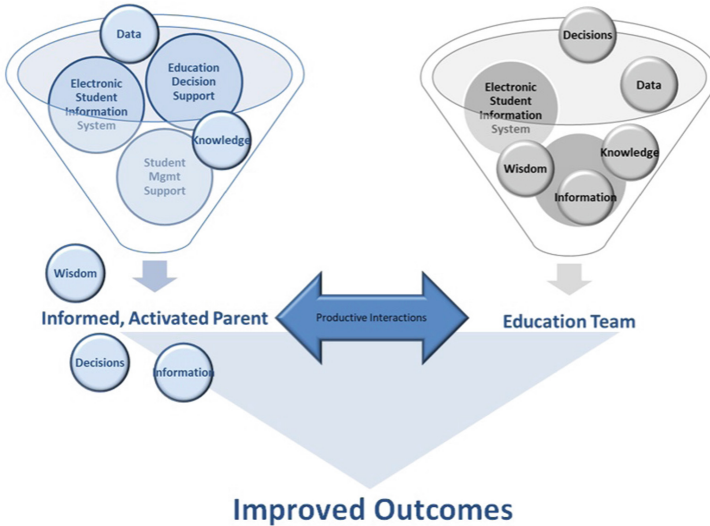 Data
Education
Decision
Support
Electronic
Student
Information
System
Knowledge
Student
Mgmt
Support
Decisions
Data
Electronic
Student
Information
System
Knowledge
Wisdom
Information
Wisdom
Informed, Activated Parent
Productive Interactions
Education Team
Decisions
Information
Improved Outcomes